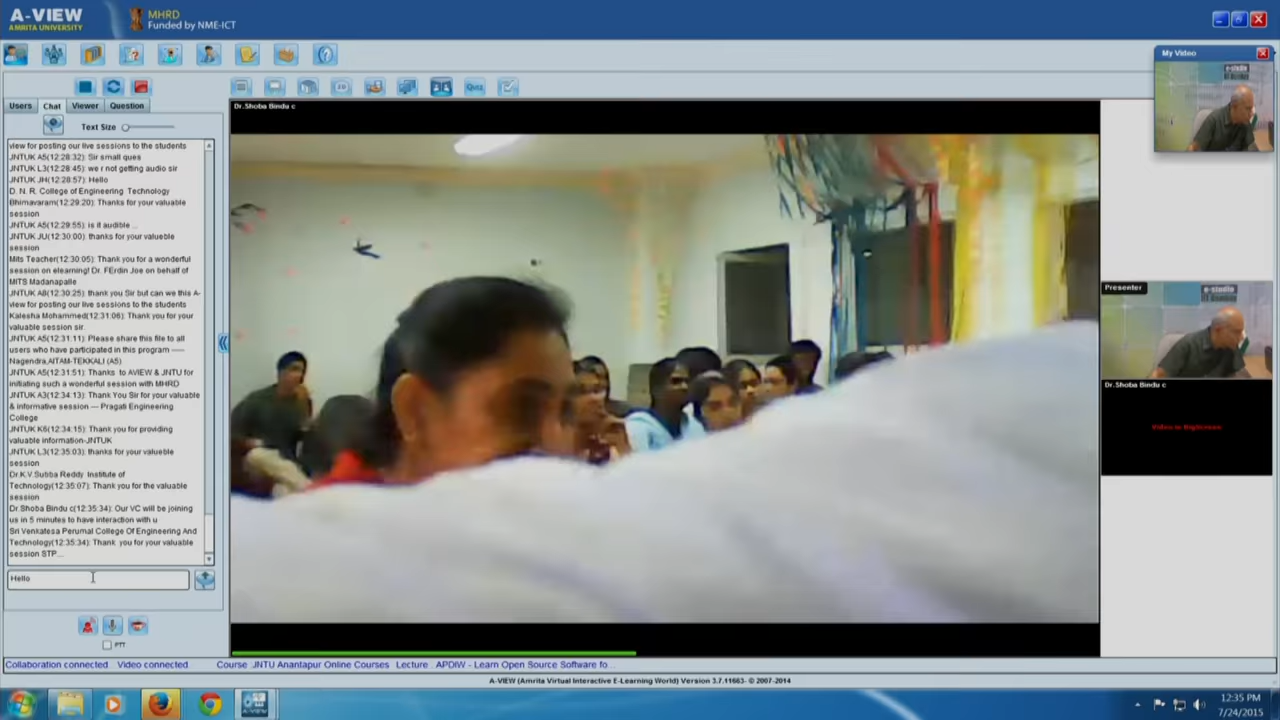 A-VIEW
AMRITA UNIVERSITY
MHRD
Funded by NME-ICT
My Video
e-studio
Users
Chat
Viewer
Question
Quiz
Text Size
view for posting our live sessions to the students
JNTUK A5(12:28:32): Sir small ques
JNTUK L3(12:28:45): we r not getting audio sir
JNTUK JH(12:28:57): Hello
D. N. R. College of Engineering Technology
Bhimavaram(12:29:20): Thanks for your valuable
session
JNTUK A5(12:29:55): is it audible ..
JNTUK JU(12:30:00): thanks for your valueble
session
Mits Teacher(12:30:05): Thank you for a wonderful
session on elearning! Dr. FErdin Joe on behalf of
MITS Madanapalle
JNTUK A8(12:30:25): thank you Sir but can we this A-
view for posting our live sessions to the students
Kalesha Mohammed(12:31:06): Thank you for your
valuable session sir.
JNTUK A5(12:31:11): Please share this file to all
users who have participated in this program -----
Nagendra,AITAM-TEKKALI (A5)
JNTUK A5(12:31:51): Thanks to AVIEW & JNTU for
initiating such a wonderful session with MHRD
JNTUK A3(12:34:13): Thank You Sir for your valuable
& informative session --- Pragati Engineering
College
JNTUK K6(12:34:15): Thank you for providing
valuable information-JNTUK
JNTUK L3(12:35:03): thanks for your valueble
session
Dr.K.V.Subba Reddy Institute of
Technology(12:35:07): Thank you for the valuable
session
Dr.Shoba Bindu c(12:35:34): Our VC will be joining
us in 5 minutes to have interaction with u
Sri Venkatesa Perumal College Of Engineering And
Technology(12:35:34): Thank you for your valuable
session STP...
Hello
PTT
Dr.Shoba Bindu c
Presenter
e-studio
Dr.Shoba Bindu c
Collaboration connected
Video connected
Course
JNTU Anantapur Online Courses
Lecture
APDIW - Learn Open Source Software fo...
A-VIEW (Amrita Virtual Interactive E-Learning World) Version 3.7.11663- © 2007-2014
A-VIEW
12:35 PM
7/24/2015